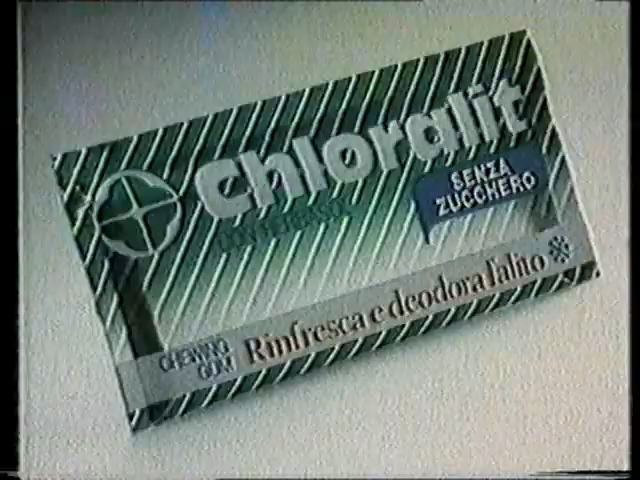 Chloralit
SENZA
ZUCCHERO
CHEWING
GUM
Rinfresca e deodora l'alito